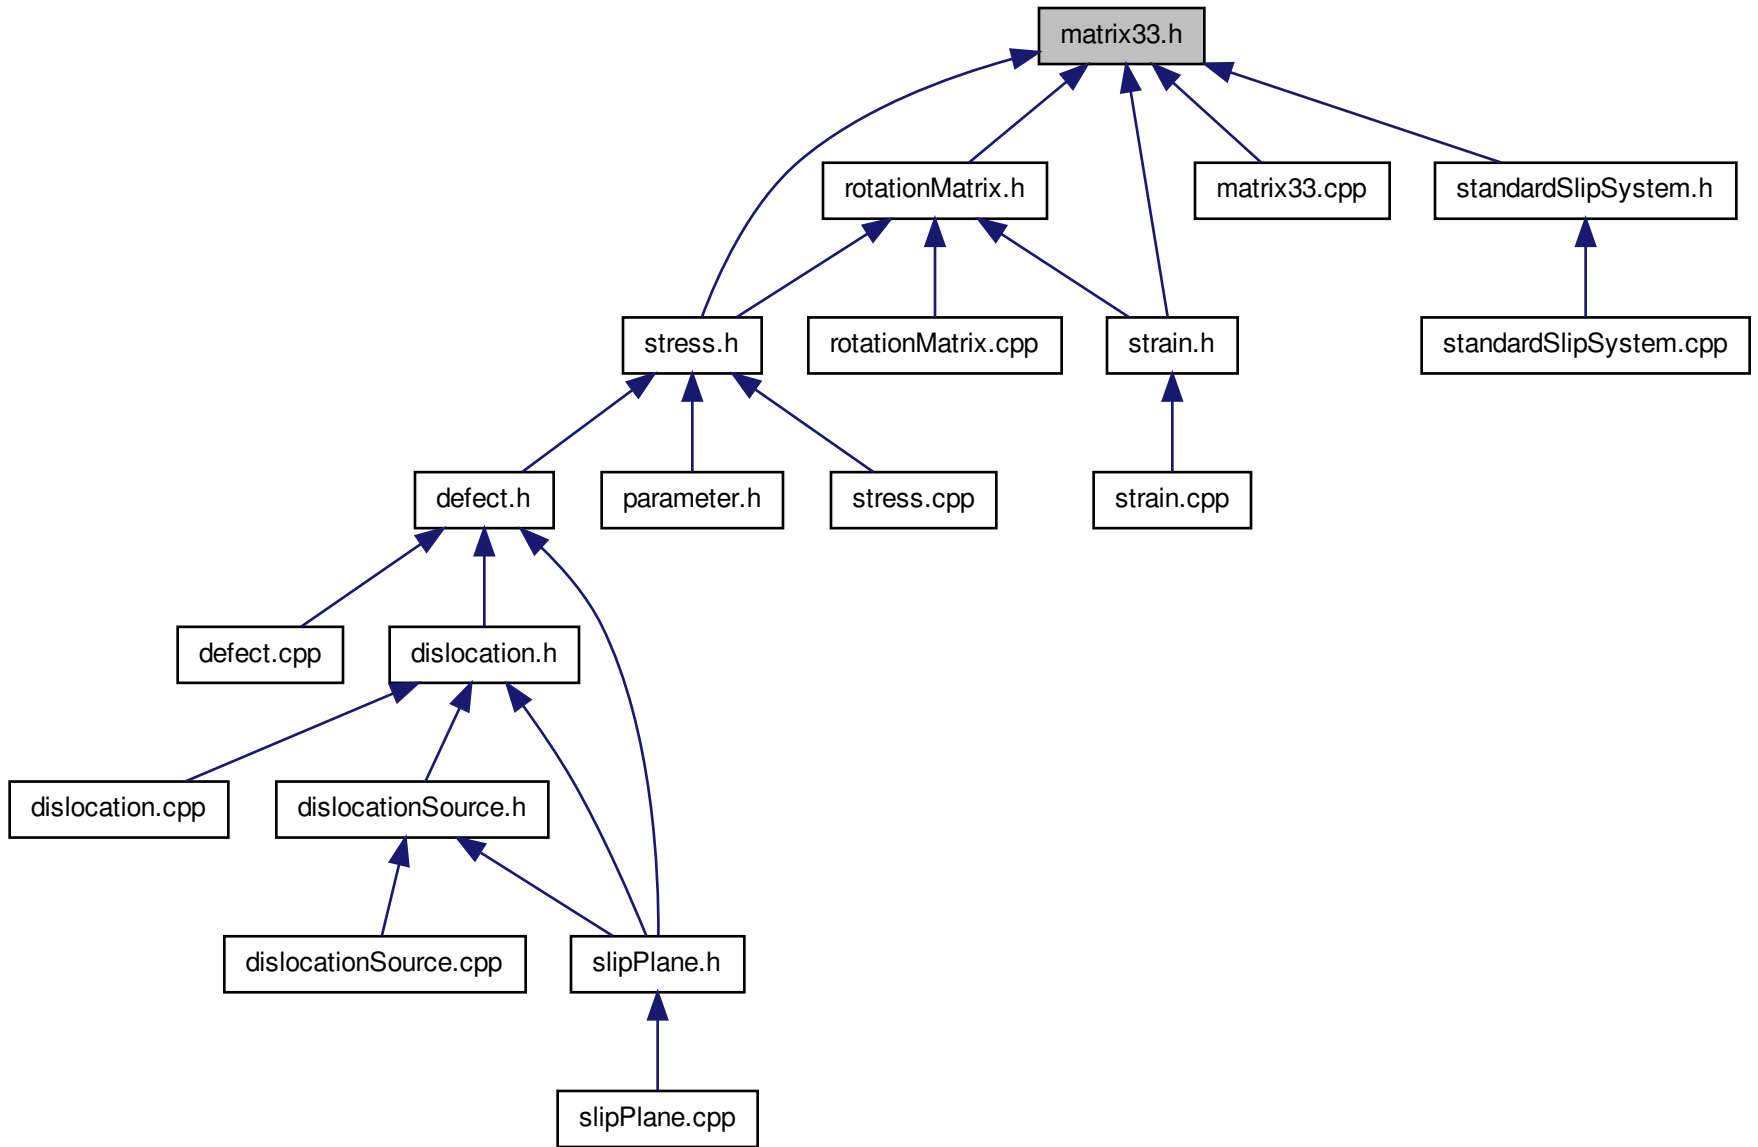 matrix33.h
rotationMatrix.h
matrix33.cpp
standardSlipSystem.h
stress.h
rotationMatrix.cpp
strain.h
standardSlipSystem.cpp
defect.h
parameter.h
stress.cpp
strain.cpp
defect.cpp
dislocation.h
dislocation.cpp
dislocationSource.h
dislocationSource.cpp
slipPlane.h
slipPlane.cpp